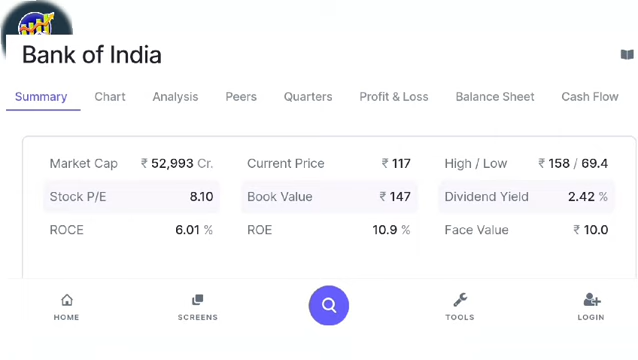 Bank of India
Summary Chart Analysis Peers Quarters Profit & Loss Balance Sheet Cash Flow
Market Cap ₹ 52,993 Cr. Current Price ₹ 117 High / Low ₹ 158 / 69.4
Stock P/E 8.10 Book Value ₹ 147 Dividend Yield 2.42 %
ROCE 6.01 % ROE 10.9 % Face Value ₹ 10.0
HOME SCREENS TOOLS LOGIN